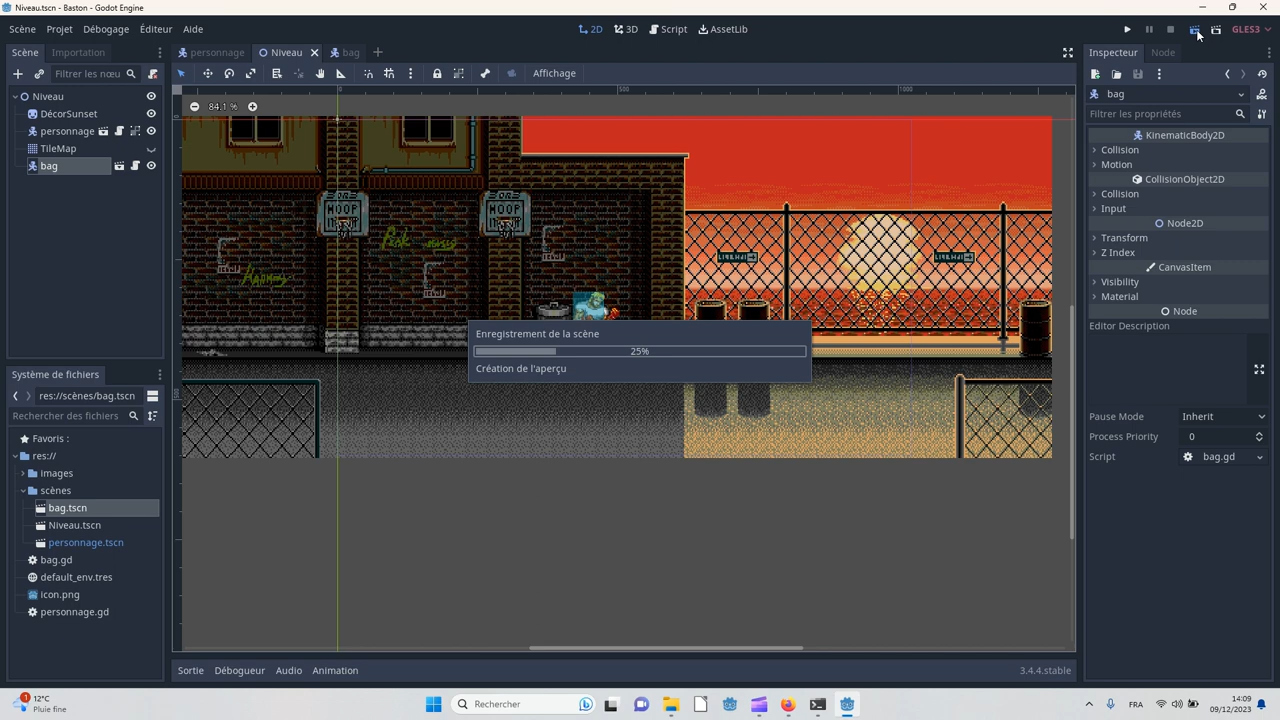 Niveau.tscn - Baston - Godot Engine
Scène Projet Débogage Éditeur Aide
2D 3D Script AssetLib
GLES3
Scène Importation
personnage Niveau bag
Inspecteur Node
Filtrer les nœu
Affichage
bag
Niveau
DécorSunset
personnage
TileMap
bag
84.1 %
500
1000
Filtrer les propriétés
KinematicBody2D
Collision
Motion
CollisionObject2D
Collision
Input
Node2D
Transform
Z Index
CanvasItem
Visibility
Material
Node
Editor Description
Enregistrement de la scène
25%
Création de l'aperçu
Système de fichiers
res://scènes/bag.tscn
Rechercher des fichiers
Favoris :
res://
Images
scènes
bag.tscn
Niveau.tscn
personnage.tscn
bag.gd
default_env.tres
icon.png
personnage.gd
Pause Mode Inherit
Process Priority 0
Script bag.gd
Sortie Débogueur Audio Animation
3.4.4.stable
1
12°C
Pluie fine
Rechercher
FRA
14:09
09/12/2023